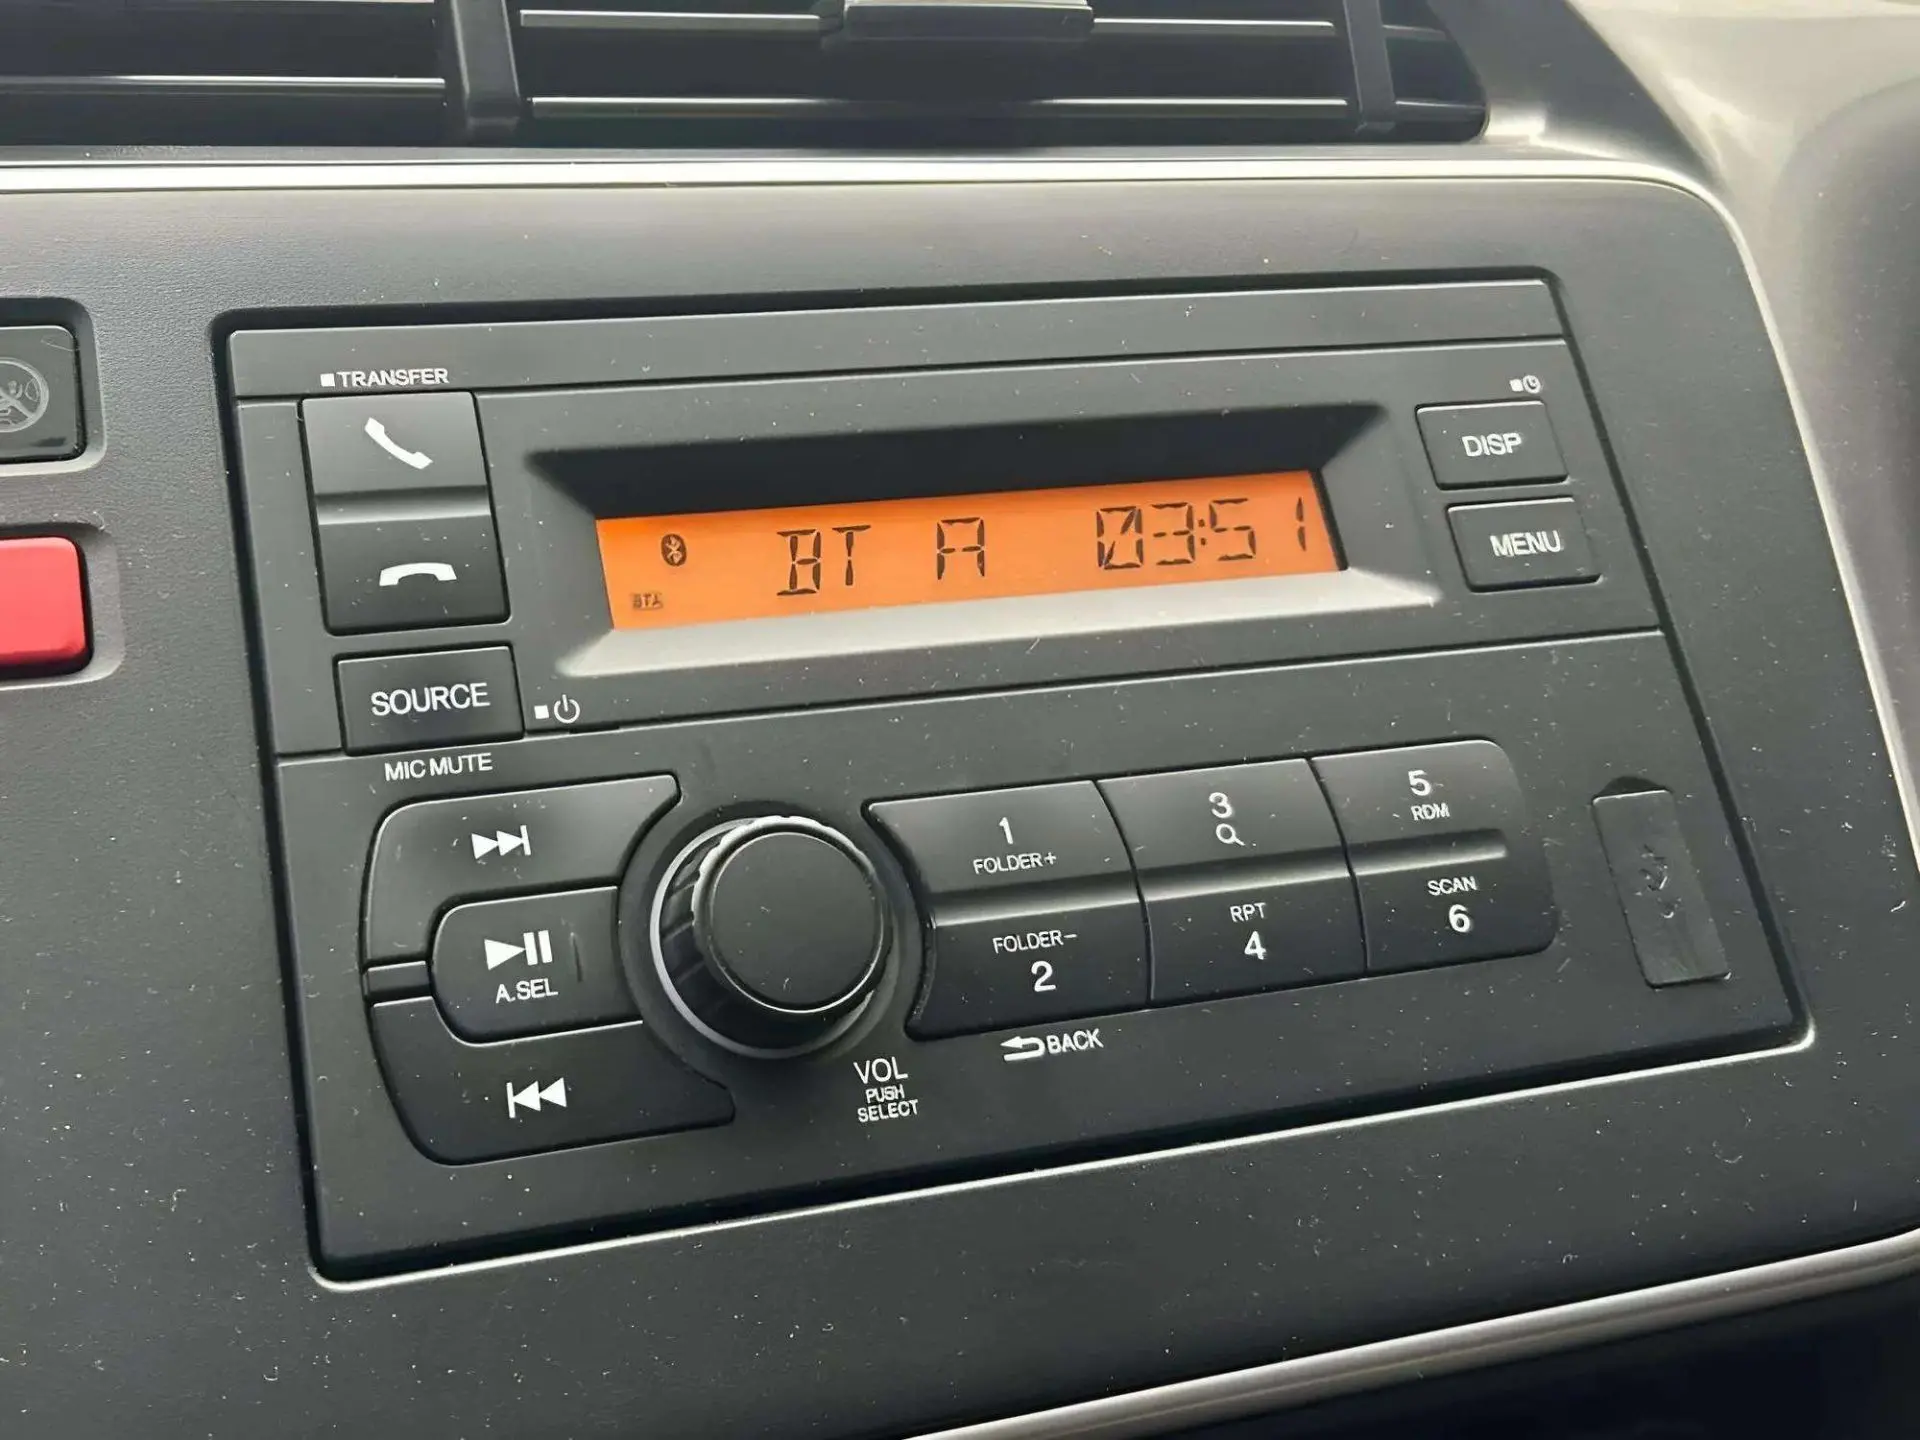 TRANSFER
BT A 03:51
BTA
DISP
MENU
SOURCE
MIC MUTE
A.SEL
VOL
PUSH
SELECT
1
FOLDER+
3
5
RDM
FOLDER-
2
RPT
4
SCAN
6
BACK